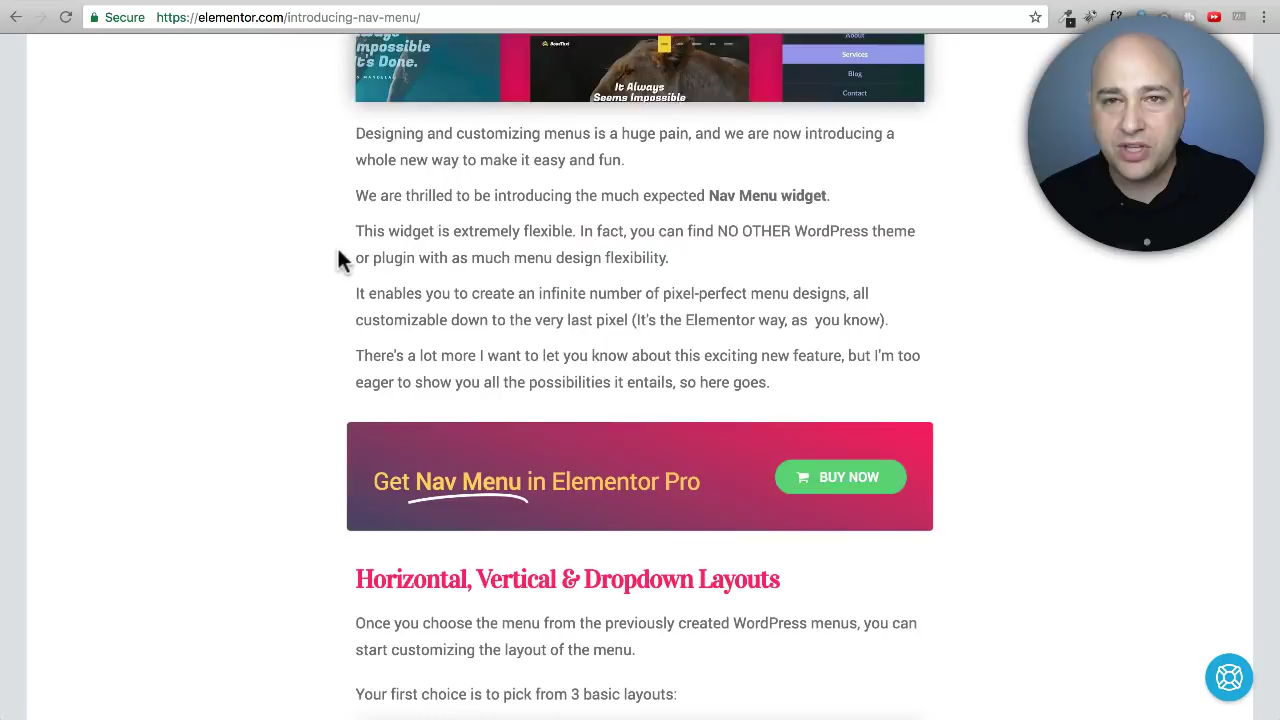 Secure https://elementor.com/introducing-nav-menu/
Impossible
It's Done.
BeanThat
It Always
Seems Impossible
About
Services
Blog
Contact
Designing and customizing menus is a huge pain, and we are now introducing a
whole new way to make it easy and fun.
We are thrilled to be introducing the much expected Nav Menu widget.
This widget is extremely flexible. In fact, you can find NO OTHER WordPress theme
or plugin with as much menu design flexibility.
It enables you to create an infinite number of pixel-perfect menu designs, all
customizable down to the very last pixel (It's the Elementor way, as you know).
There's a lot more I want to let you know about this exciting new feature, but I'm too
eager to show you all the possibilities it entails, so here goes.
Get Nav Menu in Elementor Pro
BUY NOW
Horizontal, Vertical & Dropdown Layouts
Once you choose the menu from the previously created WordPress menus, you can
start customizing the layout of the menu.
Your first choice is to pick from 3 basic layouts: